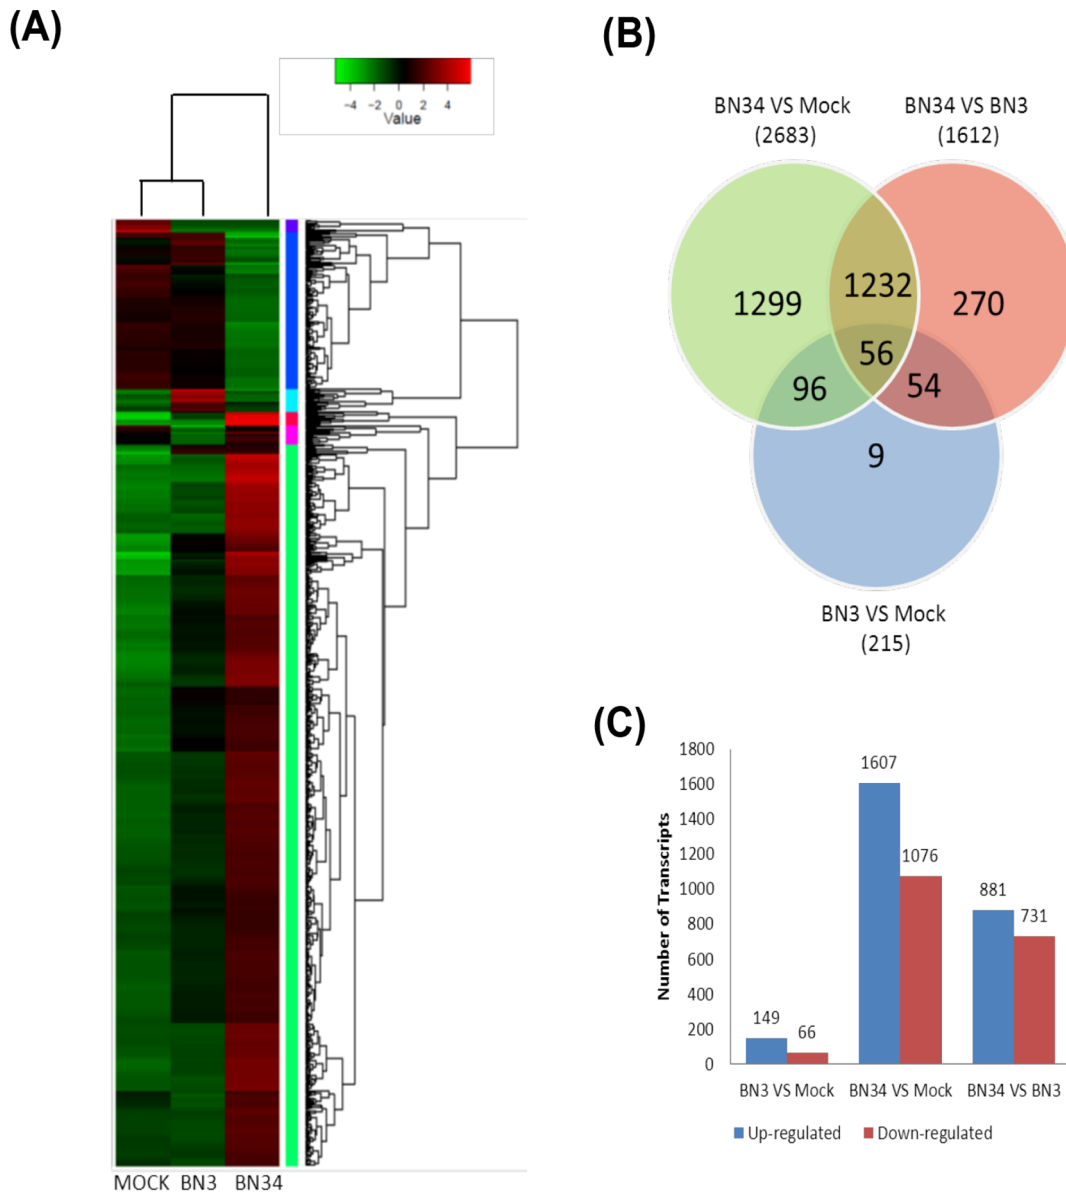 (A)
−4 −2 0 2 4
Value
MOCK BN3 BN34
(B)
BN34 VS Mock
(2683)
BN34 VS BN3
(1612)
1299
1232
270
56
96
54
9
BN3 VS Mock
(215)
(C)
Number of Transcripts
1800
1600
1400
1200
1000
800
600
400
200
0
149
66
1607
1076
881
731
BN3 VS Mock
BN34 VS Mock
BN34 VS BN3
Up-regulated
Down-regulated